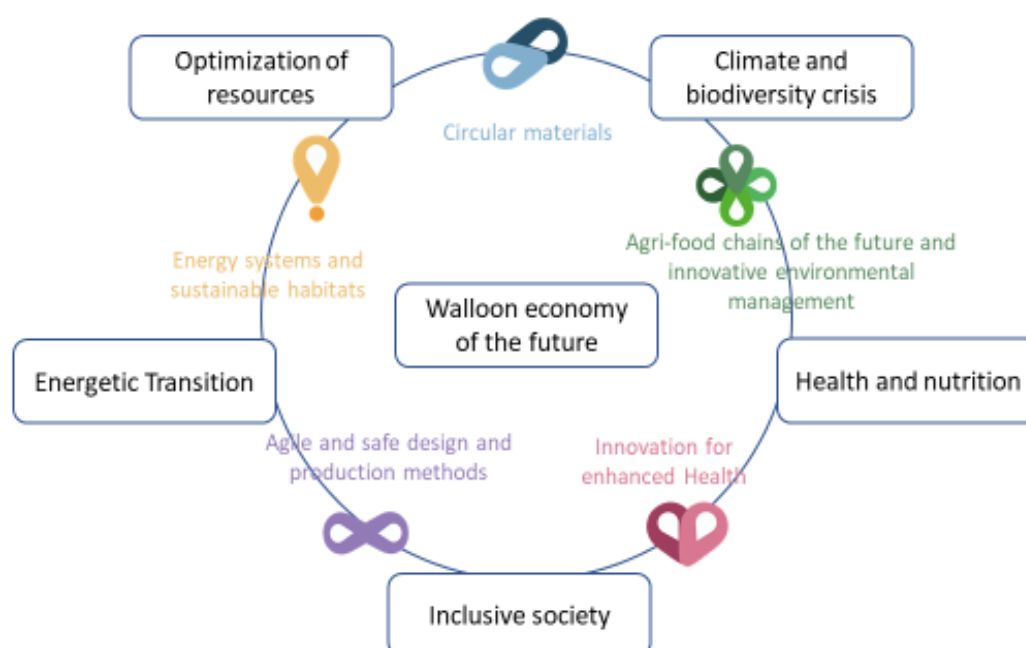 Optimization of
resources
Climate and
biodiversity crisis
Circular materials
Energy systems and
sustainable habitats
Agri-food chains of the future and
innovative environmental
management
Walloon economy
of the future
Energetic Transition
Health and nutrition
Agile and safe design and
production methods
Innovation for
enhanced Health
Inclusive society